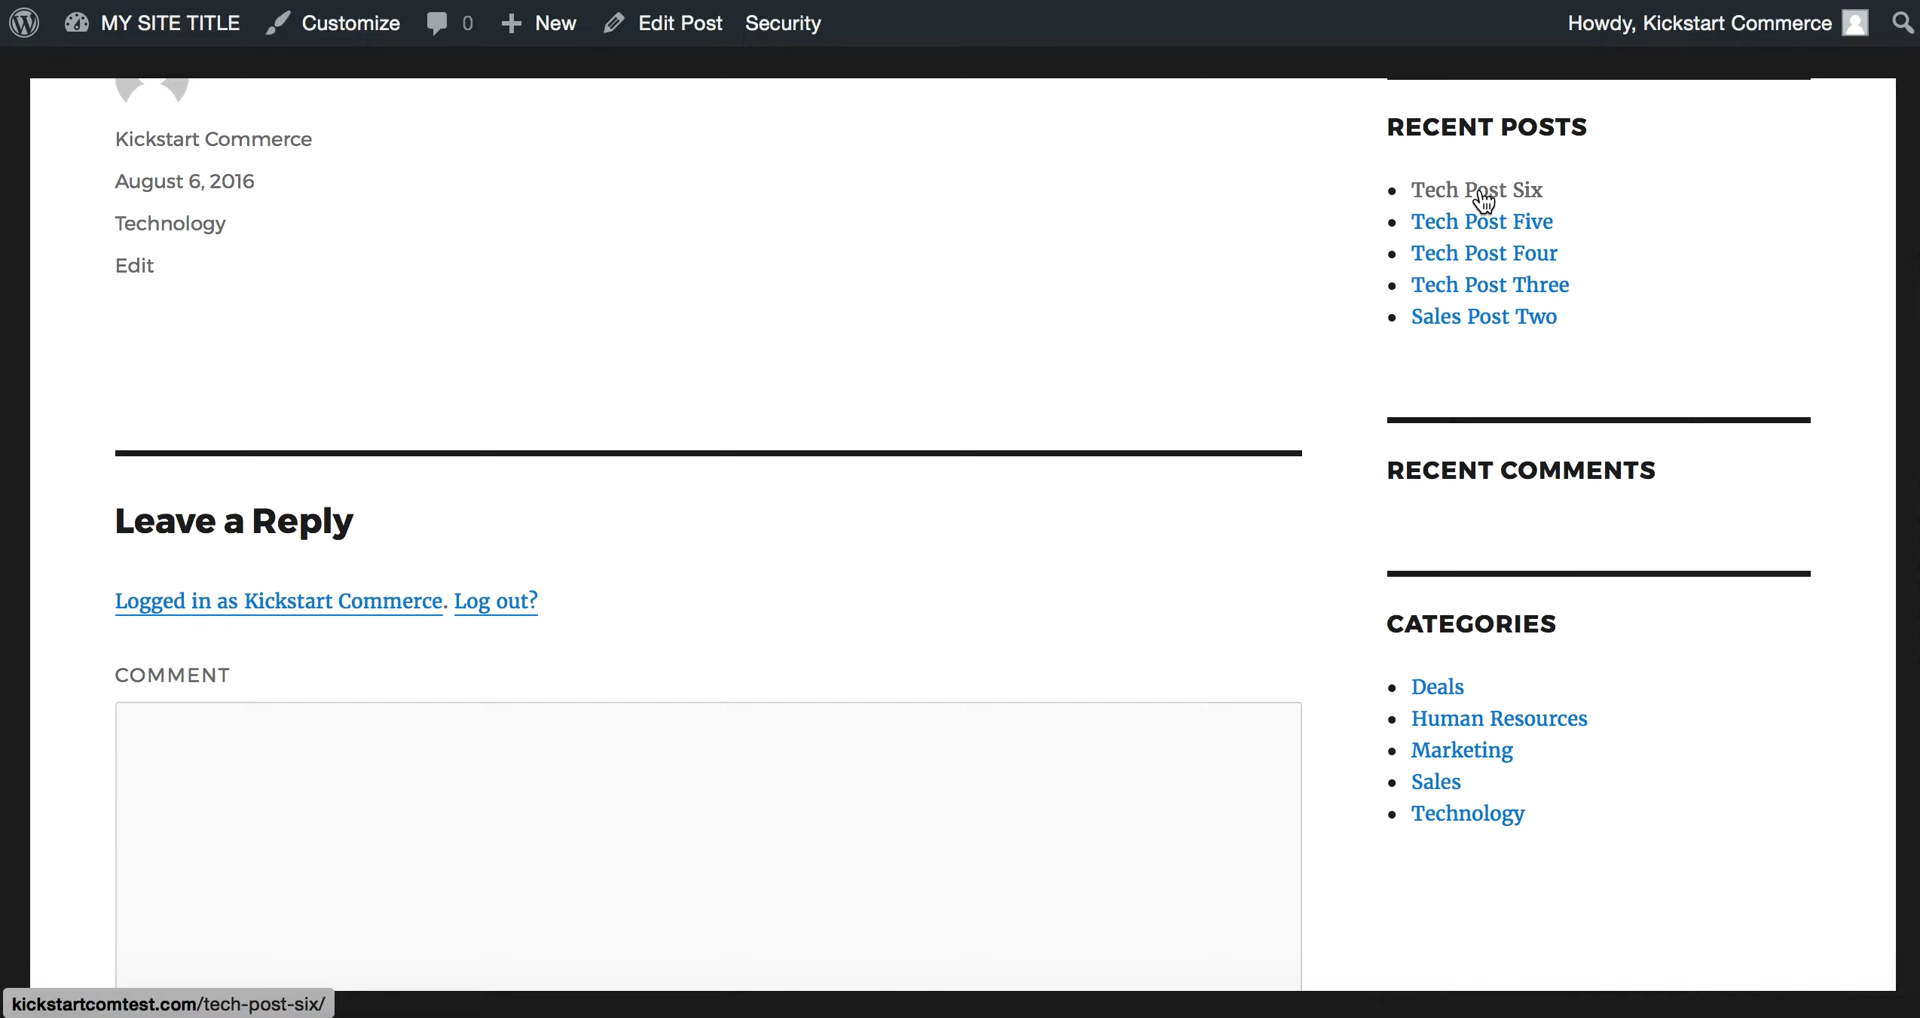 MY SITE TITLE Customize 0 New Edit Post Security Howdy, Kickstart Commerce
Kickstart Commerce
August 6, 2016
Technology
Edit
Leave a Reply
Logged in as Kickstart Commerce. Log out?
COMMENT
RECENT POSTS
Tech Post Six
Tech Post Five
Tech Post Four
Tech Post Three
Sales Post Two
RECENT COMMENTS
CATEGORIES
Deals
Human Resources
Marketing
Sales
Technology
kickstartcomtest.com/tech-post-six/